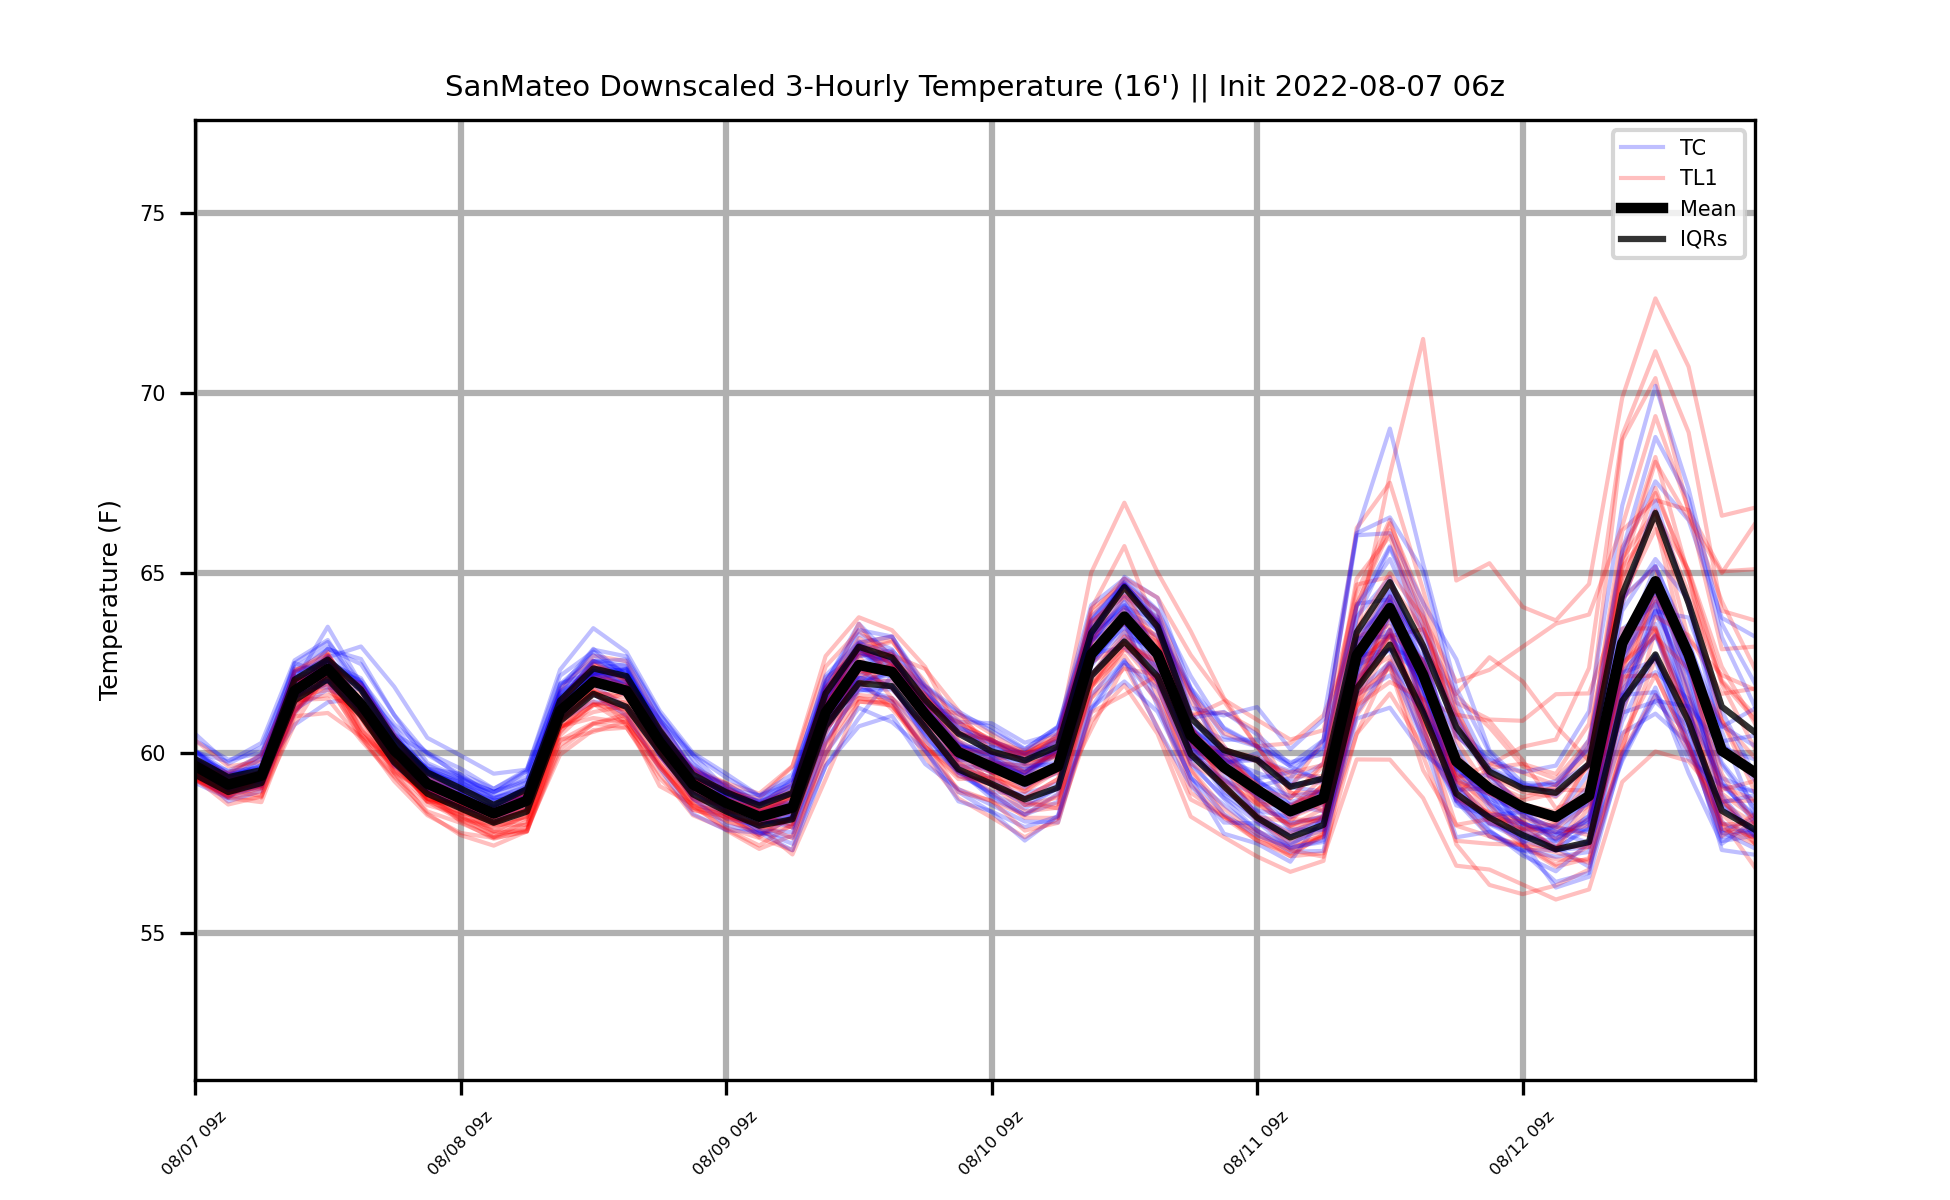 SanMateo Downscaled 3-Hourly Temperature (16') || Init 2022-08-07 06z
TC
TL1
Mean
IQRs
Temperature (F)
75
70
65
60
55
08/07 09z
08/08 09z
08/09 09z
08/10 09z
08/11 09z
08/12 09z